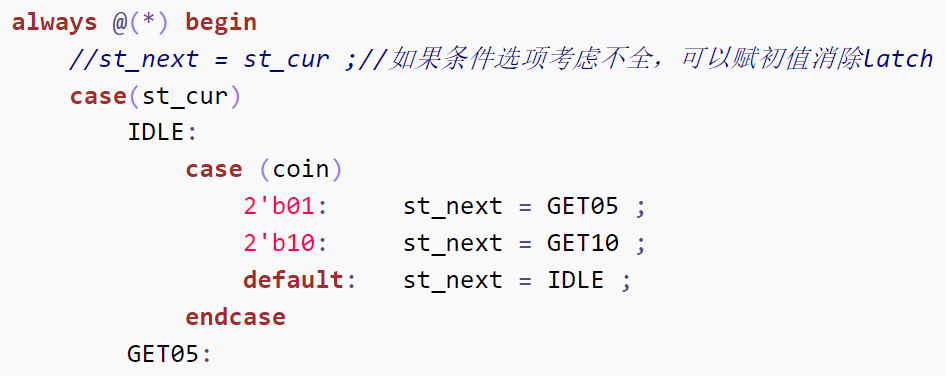 always @(*) begin
//st_next = st_cur ;//如果条件选项考虑不全，可以赋初值消除latch
case(st_cur)
IDLE:
case (coin)
2'b01: st_next = GET05 ;
2'b10: st_next = GET10 ;
default: st_next = IDLE ;
endcase
GET05: